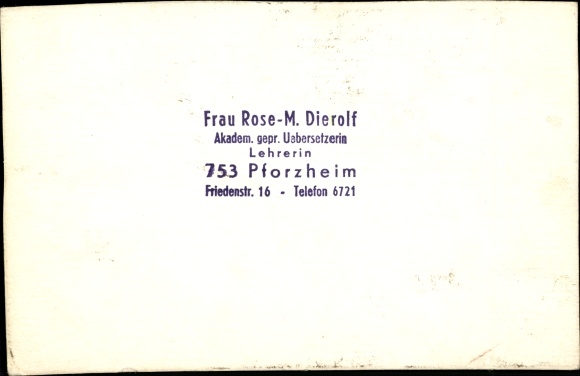 Frau Rose-M. Dierolf
Akadem. gepr. Uebersetzerin
Lehrerin
753 Pforzheim
Friedenstr. 16 - Telefon 6721